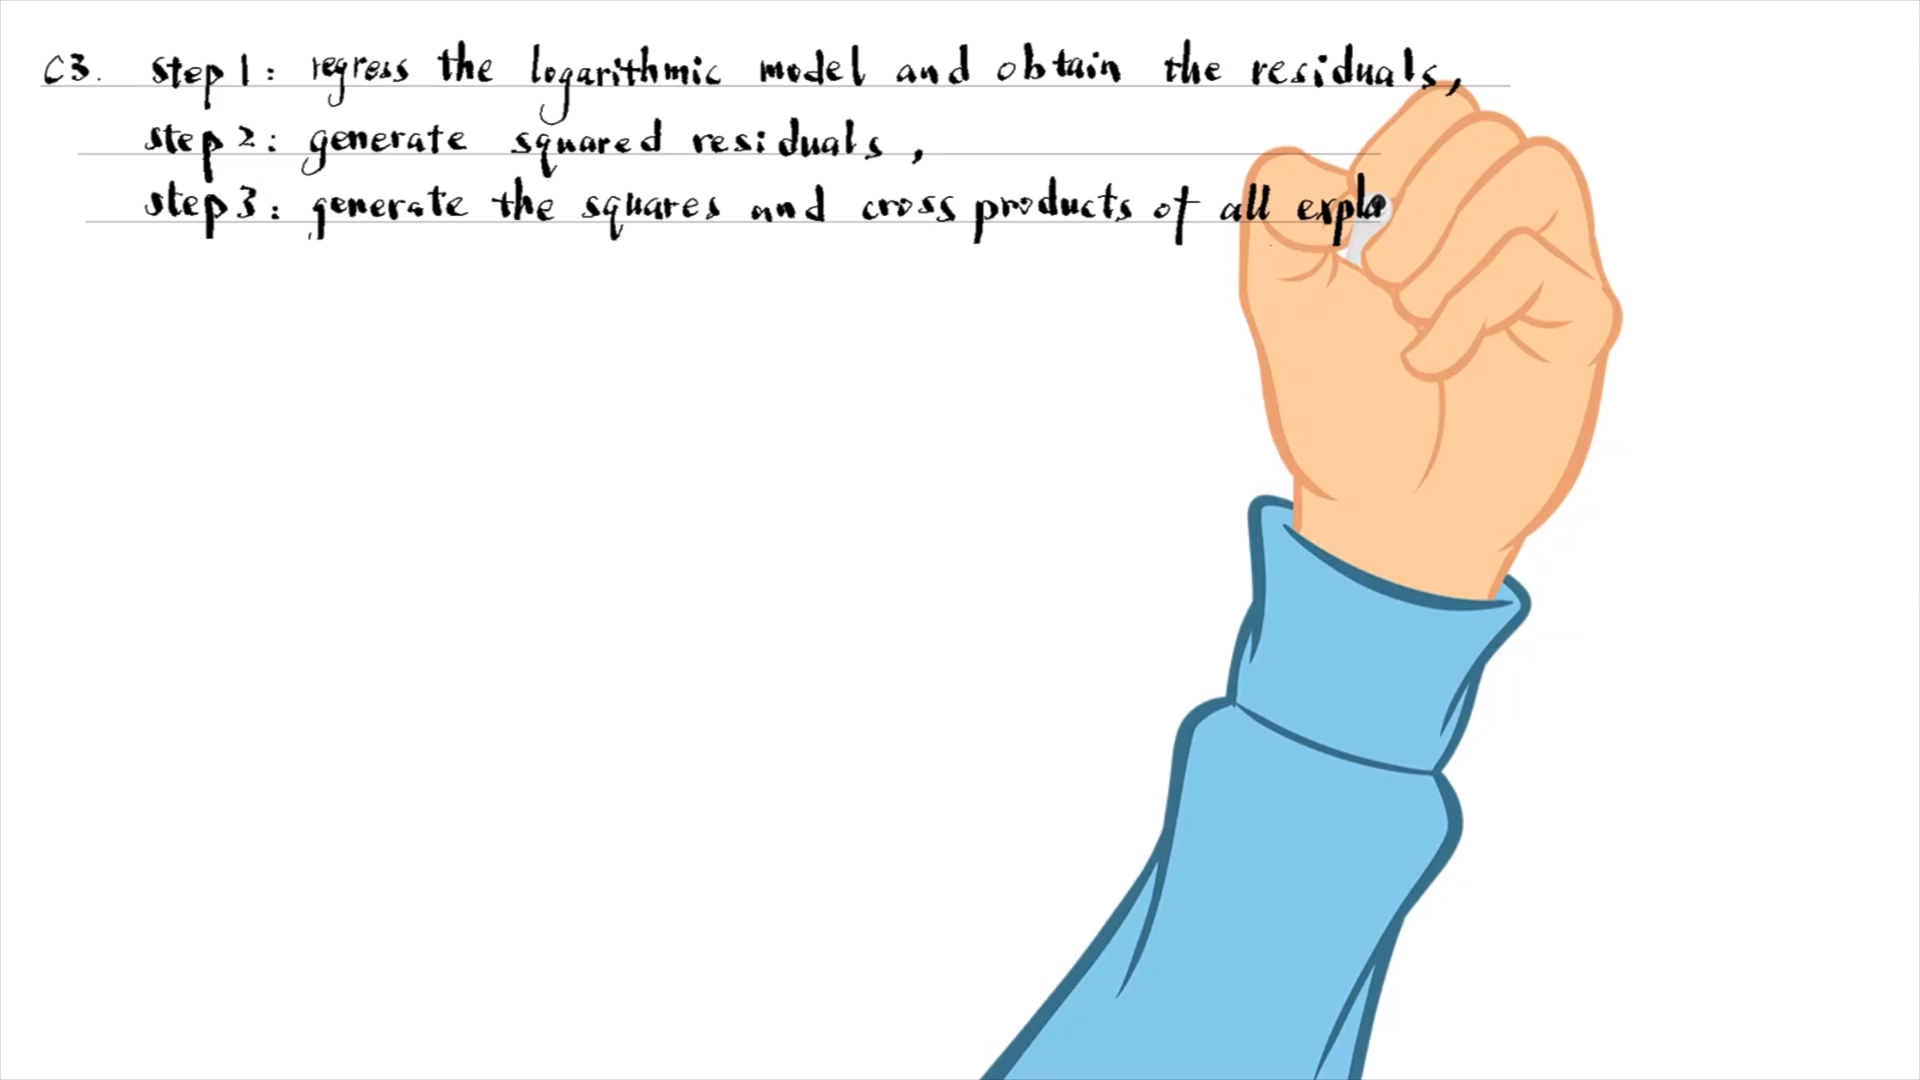 C3. step 1: regress the logarithmic model and obtain the residuals,
step 2: generate squared residuals,
step 3: generate the squares and cross products of all expla